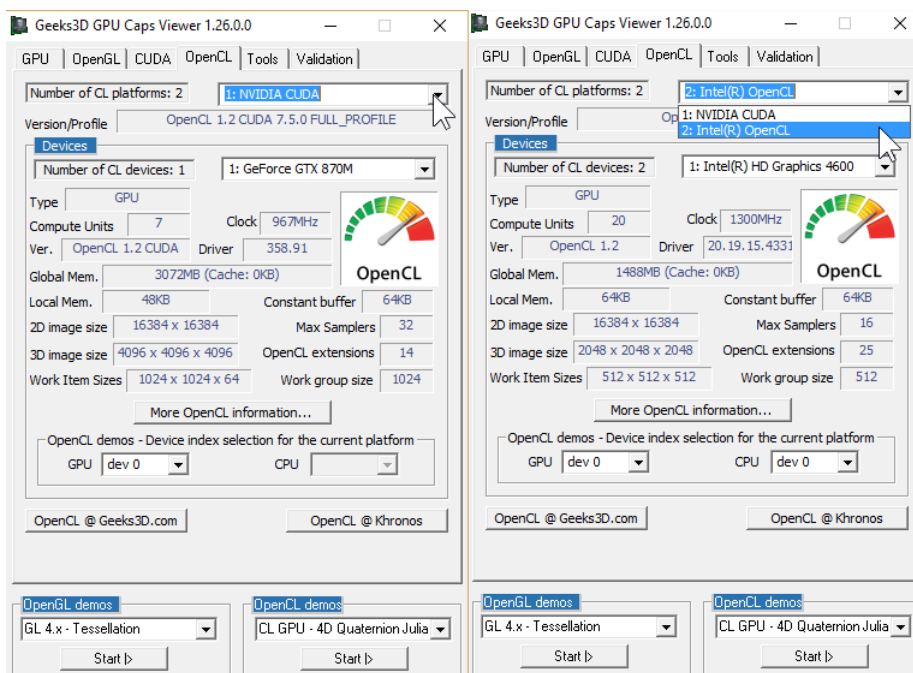 Geeks3D GPU Caps Viewer 1.26.0.0
GPU OpenGL CUDA OpenCL Tools Validation
Number of CL platforms: 2 1: NVIDIA CUDA
Version/Profile OpenCL 1.2 CUDA 7.5.0 FULL_PROFILE
Devices
Number of CL devices: 1 1: GeForce GTX 870M
Type GPU
Compute Units 7 Clock 967MHz
Ver. OpenCL 1.2 CUDA Driver 358.91
Global Mem. 3072MB (Cache: 0KB) OpenCL
Local Mem. 48KB Constant buffer 64KB
2D image size 16384 x 16384 Max Samplers 32
3D image size 4096 x 4096 x 4096 OpenCL extensions 14
Work Item Sizes 1024 x 1024 x 64 Work group size 1024
More OpenCL information...
OpenCL demos - Device index selection for the current platform
GPU dev 0 CPU
OpenCL @ Geeks3D.com OpenCL @ Khronos
OpenGL demos OpenCL demos
GL 4.x - Tessellation CL GPU - 4D Quaternion Julia
Start |> Start |>
Geeks3D GPU Caps Viewer 1.26.0.0
GPU OpenGL CUDA OpenCL Tools Validation
Number of CL platforms: 2 2: Intel(R) OpenCL
1: NVIDIA CUDA
Version/Profile Op 2: Intel(R) OpenCL
Devices
Number of CL devices: 2 1: Intel(R) HD Graphics 4600
Type GPU
Compute Units 20 Clock 1300MHz
Ver. OpenCL 1.2 Driver 20.19.15.4331
Global Mem. 1488MB (Cache: 0KB) OpenCL
Local Mem. 64KB Constant buffer 64KB
2D image size 16384 x 16384 Max Samplers 16
3D image size 2048 x 2048 x 2048 OpenCL extensions 25
Work Item Sizes 512 x 512 x 512 Work group size 512
More OpenCL information...
OpenCL demos - Device index selection for the current platform
GPU dev 0 CPU dev 0
OpenCL @ Geeks3D.com OpenCL @ Khronos
OpenGL demos OpenCL demos
GL 4.x - Tessellation CL GPU - 4D Quaternion Julia
Start |> Start |>